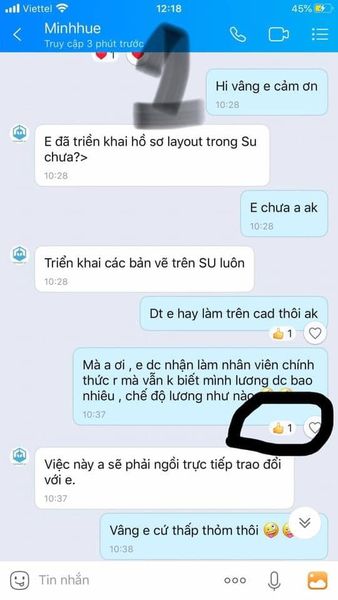 Viettel
12:18
45%
Minhhue
Truy cập 3 phút trước
1
Hi vâng e cảm ơn
10:28
E đã triển khai hồ sơ layout trong Su
chưa?>
10:28
E chưa a ak
10:28
Triển khai các bản vẽ trên SU luôn
10:28
Dt e hay làm trên cad thôi ak
1
Mà a ơi , e dc nhận làm nhân viên chính
thức r mà vẫn k biết mình lương dc bao
nhiêu , chế độ lương như nào
10:37
1
Việc này a sẽ phải ngồi trực tiếp trao đổi
với e.
10:37
Vâng e cứ thấp thỏm thôi 🤪🤪
10:38
Tin nhắn